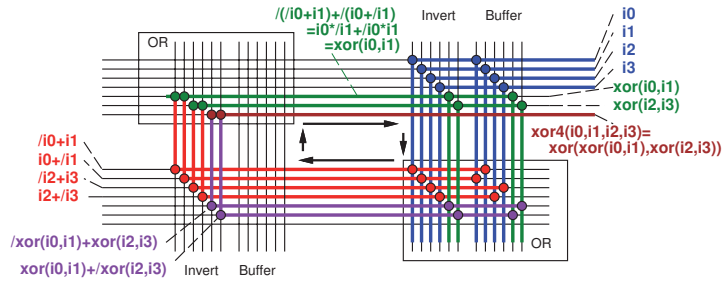 /(/i0+i1)+/(i0+/i1)
=i0*/i1+/i0*i1
=xor(i0,i1)
Invert
Buffer
i0
i1
i2
i3
OR
xor(i0,i1)
xor(i2,i3)
xor4(i0,i1,i2,i3)=
xor(xor(i0,i1),xor(i2,i3))
/i0+i1
i0+/i1
/i2+i3
i2+/i3
/xor(i0,i1)+xor(i2,i3)
xor(i0,i1)+/xor(i2,i3)
Invert
Buffer
OR